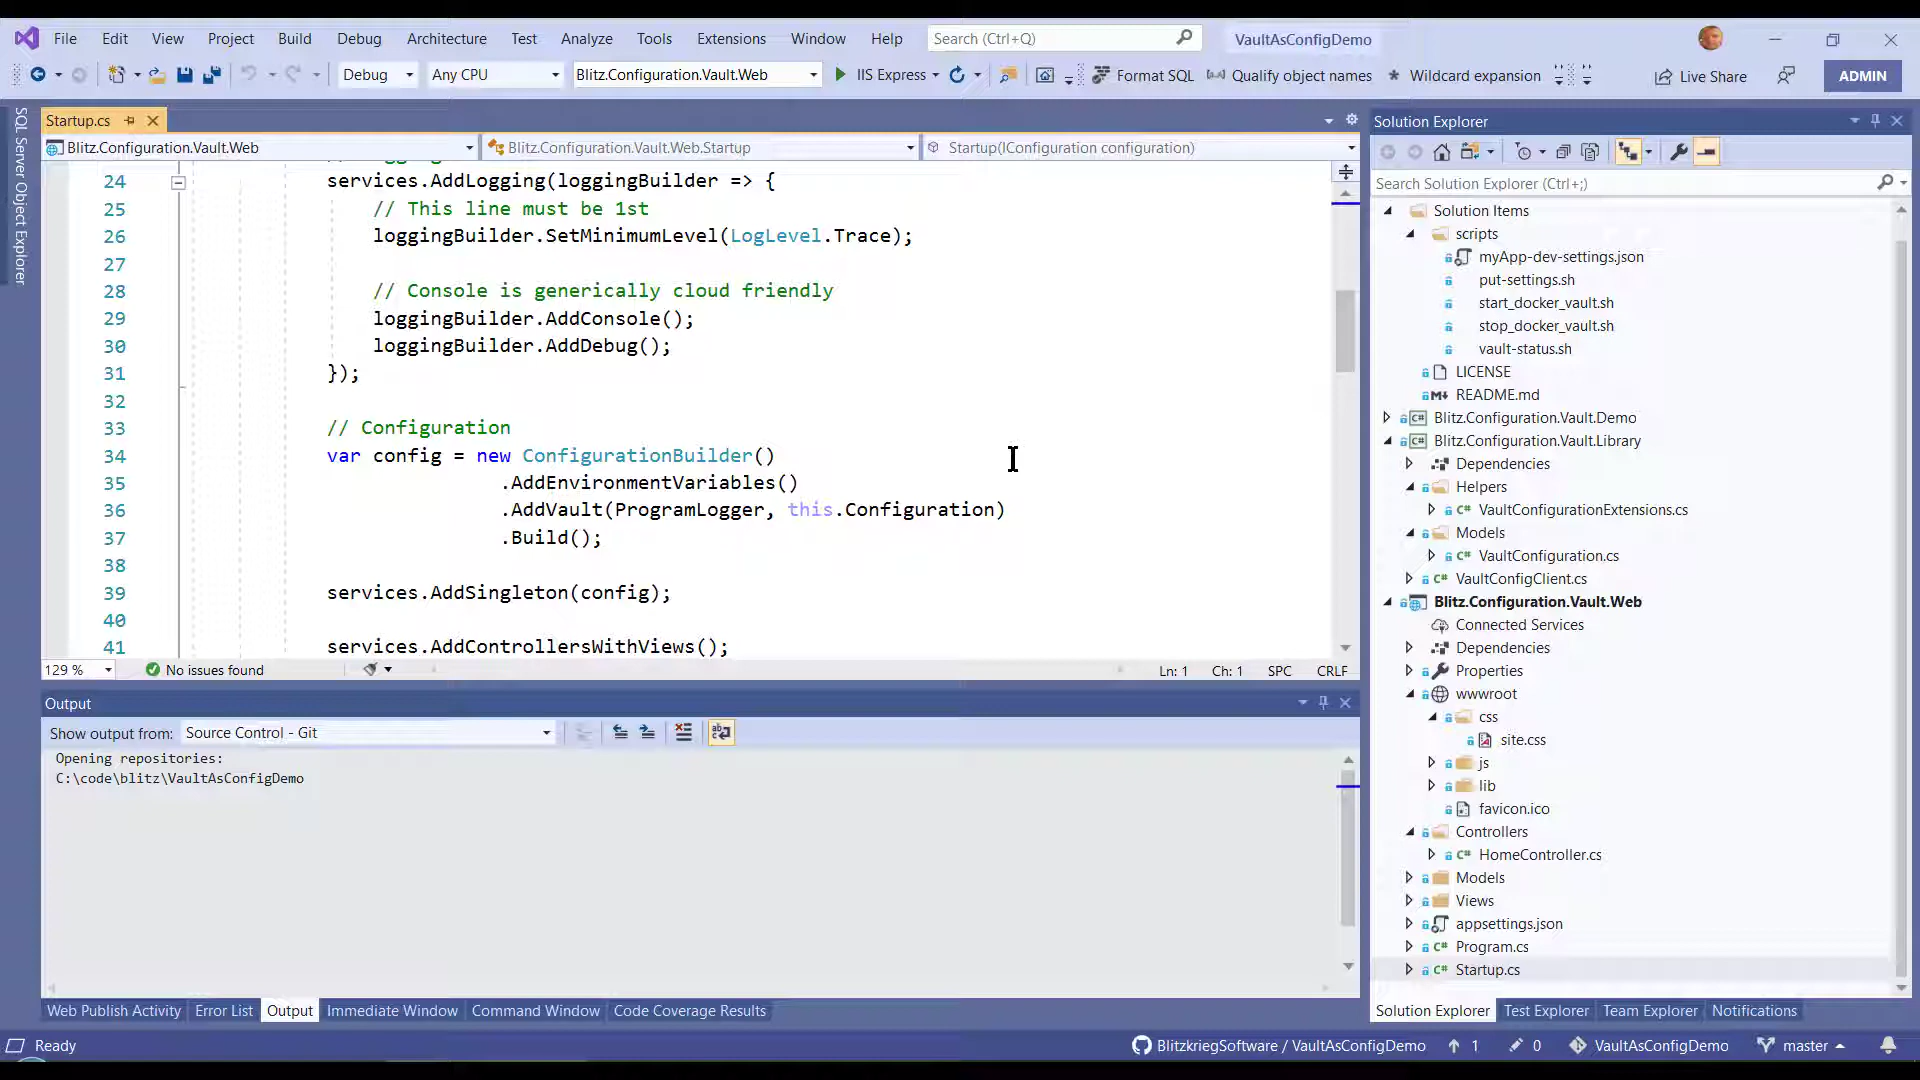 File Edit View Project Build Debug Architecture Test Analyze Tools Extensions Window Help Search (Ctrl+Q) VaultAsConfigDemo
Debug Any CPU Blitz.Configuration.Vault.Web IIS Express Format SQL Qualify object names Wildcard expansion Live Share ADMIN
SQL Server Object Explorer
Startup.cs
Blitz.Configuration.Vault.Web Blitz.Configuration.Vault.Web.Startup Startup(IConfiguration configuration)
24 services.AddLogging(loggingBuilder => {
25 // This line must be 1st
26 loggingBuilder.SetMinimumLevel(LogLevel.Trace);
27
28 // Console is generically cloud friendly
29 loggingBuilder.AddConsole();
30 loggingBuilder.AddDebug();
31 });
32
33 // Configuration
34 var config = new ConfigurationBuilder()
35 .AddEnvironmentVariables()
36 .AddVault(ProgramLogger, this.Configuration)
37 .Build();
38
39 services.AddSingleton(config);
40
41 services.AddControllersWithViews();
129 % No issues found Ln: 1 Ch: 1 SPC CRLF
Output
Show output from: Source Control - Git
Opening repositories:
C:\code\blitz\VaultAsConfigDemo
Web Publish Activity Error List Output Immediate Window Command Window Code Coverage Results
Solution Explorer
Search Solution Explorer (Ctrl+;)
Solution Items
scripts
myApp-dev-settings.json
put-settings.sh
start_docker_vault.sh
stop_docker_vault.sh
vault-status.sh
LICENSE
README.md
C# Blitz.Configuration.Vault.Demo
C# Blitz.Configuration.Vault.Library
Dependencies
Helpers
C# VaultConfigurationExtensions.cs
Models
C# VaultConfiguration.cs
C# VaultConfigClient.cs
Blitz.Configuration.Vault.Web
Connected Services
Dependencies
Properties
wwwroot
css
site.css
js
lib
favicon.ico
Controllers
C# HomeController.cs
Models
Views
appsettings.json
C# Program.cs
C# Startup.cs
Solution Explorer Test Explorer Team Explorer Notifications
Ready BlitzkriegSoftware / VaultAsConfigDemo 1 0 VaultAsConfigDemo master